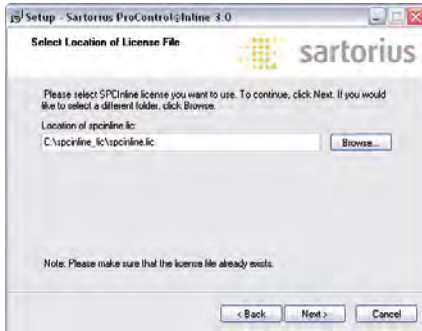 Setup - Sartorius ProControl@Inline 3.0
Select Location of License File
sartorius
Please select SPCInline license you want to use. To continue, click Next. If you would
like to select a different folder, click Browse.
Location of spcinline.lic:
C:\spcinline_lic\spcinline.lic
Browse...
Note: Please make sure that the license file already exists.
< Back
Next >
Cancel